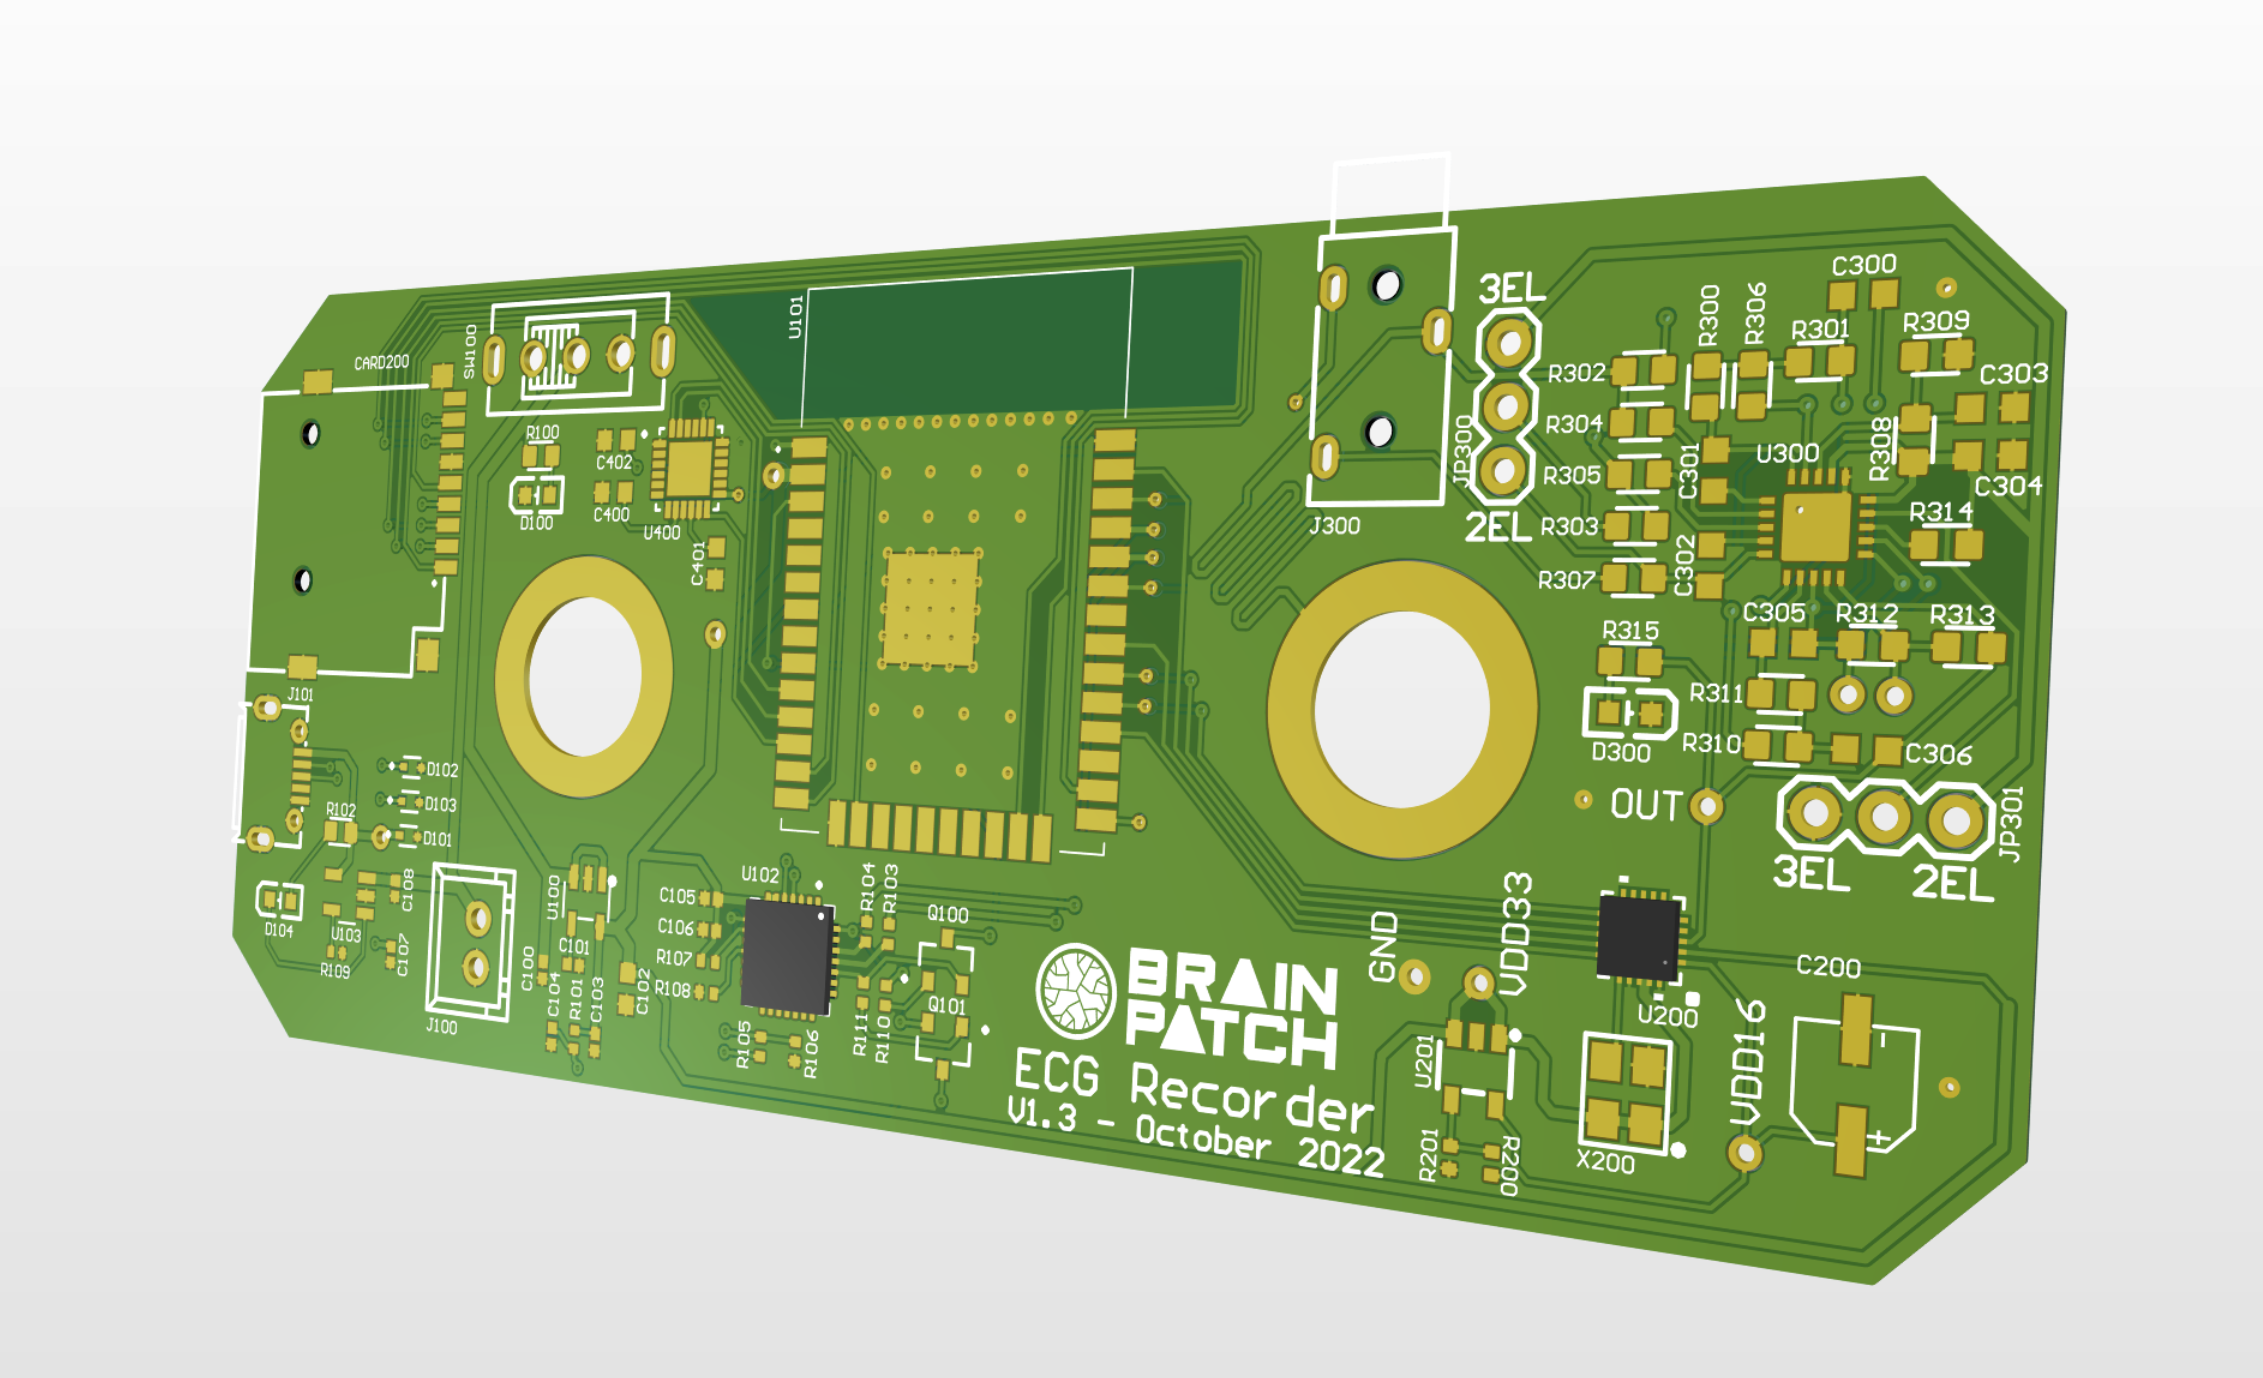 C300
R300
R306
R301
R309
3EL
U101
SW100
CARD200
R302
C303
R304
JP300
R308
U300
C301
R305
C304
R100
C402
D100
C400
U400
C401
2EL
J300
R303
R314
C302
R307
C305
R312
R313
R315
R311
D300
R310
C306
J101
D102
D103
D101
R102
OUT
JP301
3EL
2EL
C108
D104
U103
R109
C107
J100
U100
C101
C100
C104
R101
C103
C102
U102
C105
C106
R107
R108
R105
R106
R104
R103
Q100
Q101
R111
R110
BRAIN
PATCH
ECG Recorder
V1.3 - October 2022
GND
VDD33
U200
C200
-
+
U201
X200
VDD16
R201
R200